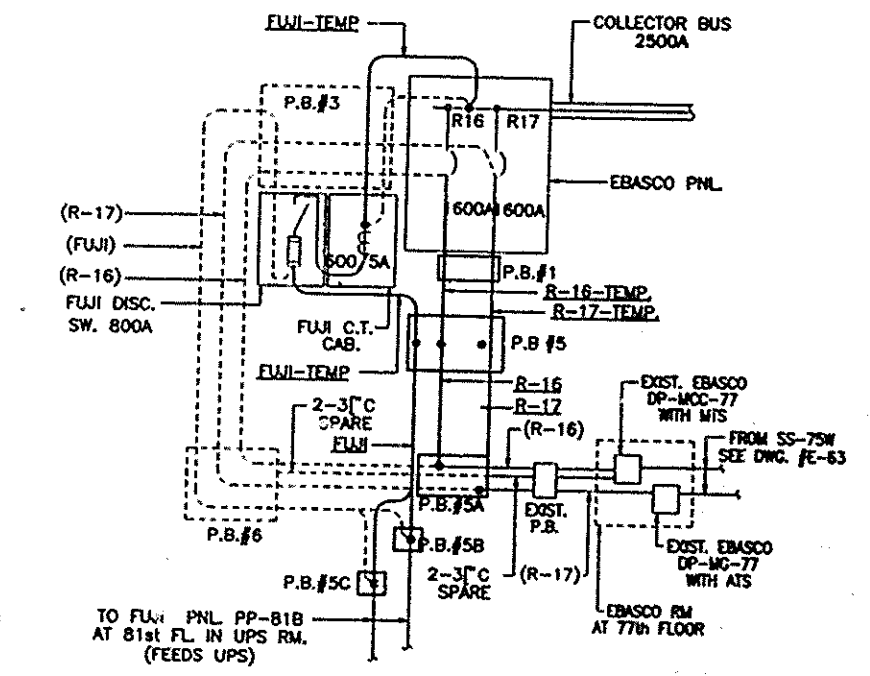 FUJI-TEMP
COLLECTOR BUS
2500A
P.B.#3
R16
R17
EBASCO PNL.
1600A
1600A
(R-17)
(FUJI)
(R-16)
600
5A
P.B.#1
R-16-TEMP.
R-17-TEMP.
FUJI DISC.
SW. 800A
FUJI C.T.
CAB.
P.B #5
FUJI-TEMP
R-16
R-17
EXIST. EBASCO
DP-MCC-77
WITH MTS
2-3 C
SPARE
(R-16)
FUJI
FROM SS-75W
SEE DWG. #E-63
P.B.#5A
EXIST.
P.B.
P.B.#6
P.B.#5B
EXIST. EBASCO
DP-MC-77
WITH ATS
P.B.#5C
2-3 C
SPARE
(R-17)
EBASCO RM
AT 77th FLOOR
TO FUJI PNL. PP-81B
AT 81st FL. IN UPS RM.
(FEEDS UPS)